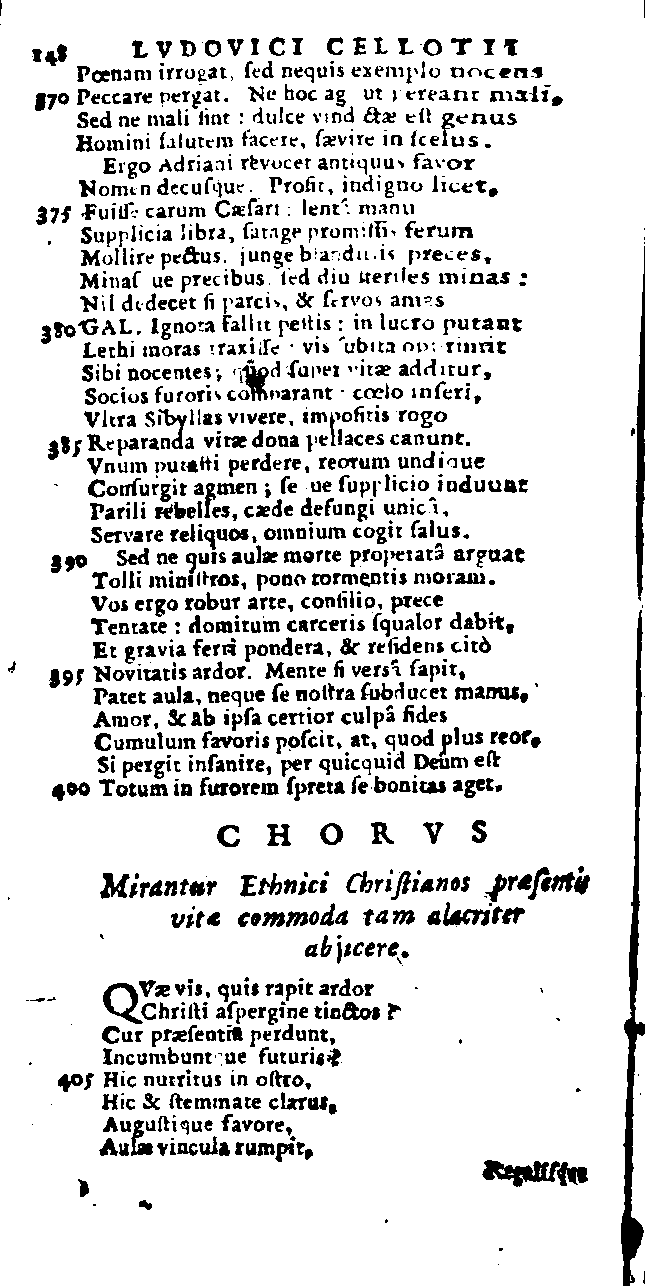 148 LVDOVICI CELLOTII
Pœnam irrogat, ſed nequis exemplo nocens
370 Peccare pergat. Ne hoc age ut pereant mali,
Sed ne mali ſint : dulce vindictæ eſt genus
Homini ſalutem facere, ſævire in ſcelus.
Ergo Adriani revocet antiquus favor
Nomen decuſque. Proſit, indigno licet,
375 Fuiſſe carum Cæſari : lentâ manu
Supplicia libra, ſatage promiſſis ferum
Mollire pectus, junge blanditiis preces,
Minaſque precibus, ſed diu ſteriles minas :
Nil dedecet ſi parcis, & ſervos ames
380 GAL. Ignota fallit peſtis : in lucro putant
Lethi moras traxiſſe : vis ſubita opprimit
Sibi nocentes ; quod ſuper vitæ additur,
Socios furoris comparant : cœlo inſeri,
Vltra Sibyllas vivere, impoſitis rogo
385 Reparanda vitæ dona pellaces canunt.
Vnum putaſti perdere, reorum undique
Conſurgit agmen ; ſeque ſupplicio induunt
Parili rebelles, cæde defungi unicâ,
Servare reliquos, omnium cogit ſalus.
390 Sed ne quis aulæ morte properatâ arguat
Tolli miniſtros, pono tormentis moram.
Vos ergo robur arte, conſilio, prece
Tentate : domitum carceris ſqualor dabit,
Et gravia ferri pondera, & reſidens citò
395 Novitatis ardor. Mente ſi versâ ſapit,
Patet aula, neque ſe noſtra ſubducet manus,
Amor, & ab ipſa certior culpâ fides
Cumulum favoris poſcit, at, quod plus reor,
Si pergit inſanire, per quicquid Deûm eſt
400 Totum in furorem ſpreta ſe bonitas aget.
CHORVS
Mirantur Ethnici Chriſtianos præſentis
vitæ commoda tam alacriter
abjicere.
QVæ vis, quis rapit ardor
Chriſti aſpergine tinctos ?
Cur præſentia perdunt,
Incumbuntque futuris ?
405 Hic nutritus in oſtro,
Hic & ſtemmate clarus,
Auguſtique favore,
Aulæ vincula rumpit,